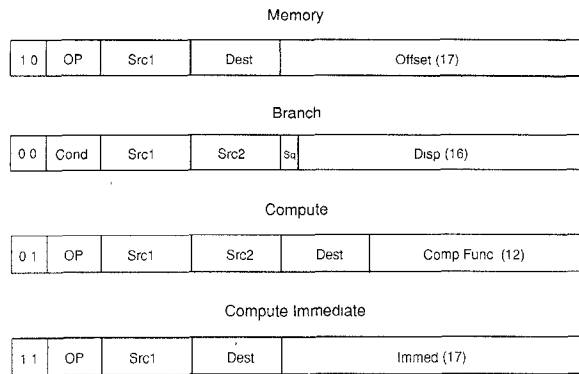 Memory
1 0 OP Src1 Dest Offset (17)
Branch
0 0 Cond Src1 Src2 Sq Disp (16)
Compute
0 1 OP Src1 Src2 Dest Comp Func (12)
Compute Immediate
1 1 OP Src1 Dest Immed (17)